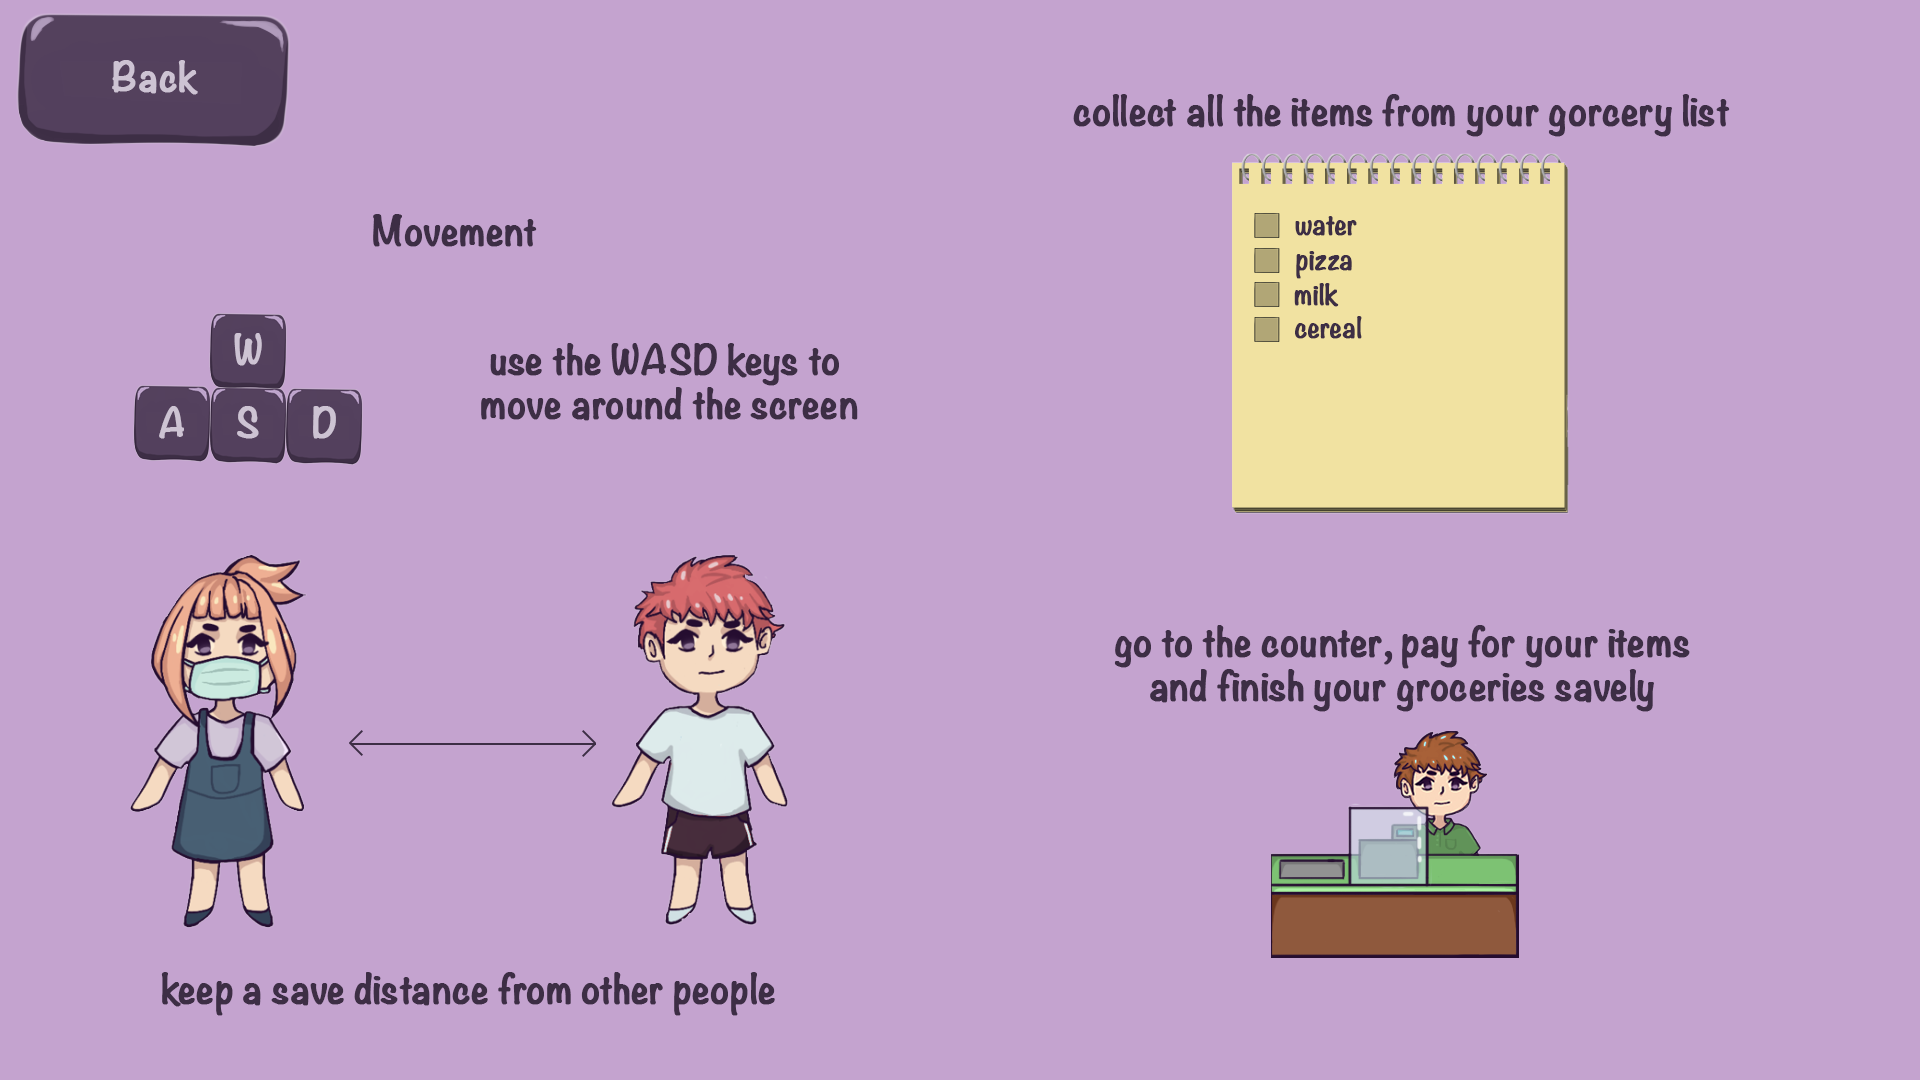 Back
Movement
W
A S D
use the WASD keys to
move around the screen
keep a save distance from other people
collect all the items from your gorcery list
water
pizza
milk
cereal
go to the counter, pay for your items
and finish your groceries savely